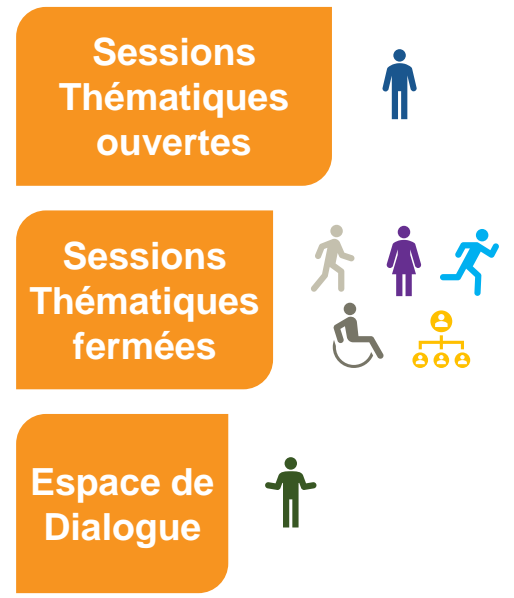 Sessions
Thématiques
ouvertes
Sessions
Thématiques
fermées
Espace de
Dialogue